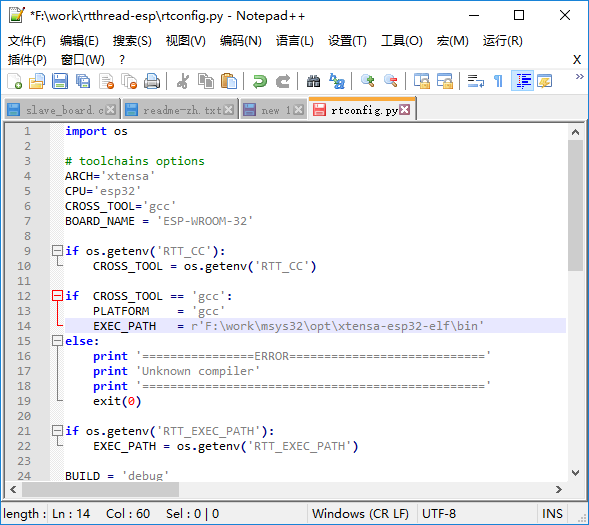 *F:\work\rtthread-esp\rtconfig.py - Notepad++
文件(F) 编辑(E) 搜索(S) 视图(V) 编码(N) 语言(L) 设置(T) 工具(O) 宏(M) 运行(R)
插件(P) 窗口(W) ? X
slave_board.c readme-zh.txt new 1 rtconfig.py
1 import os
2
3 # toolchains options
4 ARCH='xtensa'
5 CPU='esp32'
6 CROSS_TOOL='gcc'
7 BOARD_NAME = 'ESP-WROOM-32'
8
9 if os.getenv('RTT_CC'):
10     CROSS_TOOL = os.getenv('RTT_CC')
11
12 if  CROSS_TOOL == 'gcc':
13     PLATFORM    = 'gcc'
14     EXEC_PATH   = r'F:\work\msys32\opt\xtensa-esp32-elf\bin'
15 else:
16     print '================ERROR============================'
17     print 'Unknown compiler'
18     print '================================================='
19     exit(0)
20
21 if os.getenv('RTT_EXEC_PATH'):
22     EXEC_PATH = os.getenv('RTT_EXEC_PATH')
23
24 BUILD = 'debug'
length : Ln : 14 Col : 60 Sel : 0 | 0 Windows (CR LF) UTF-8 INS